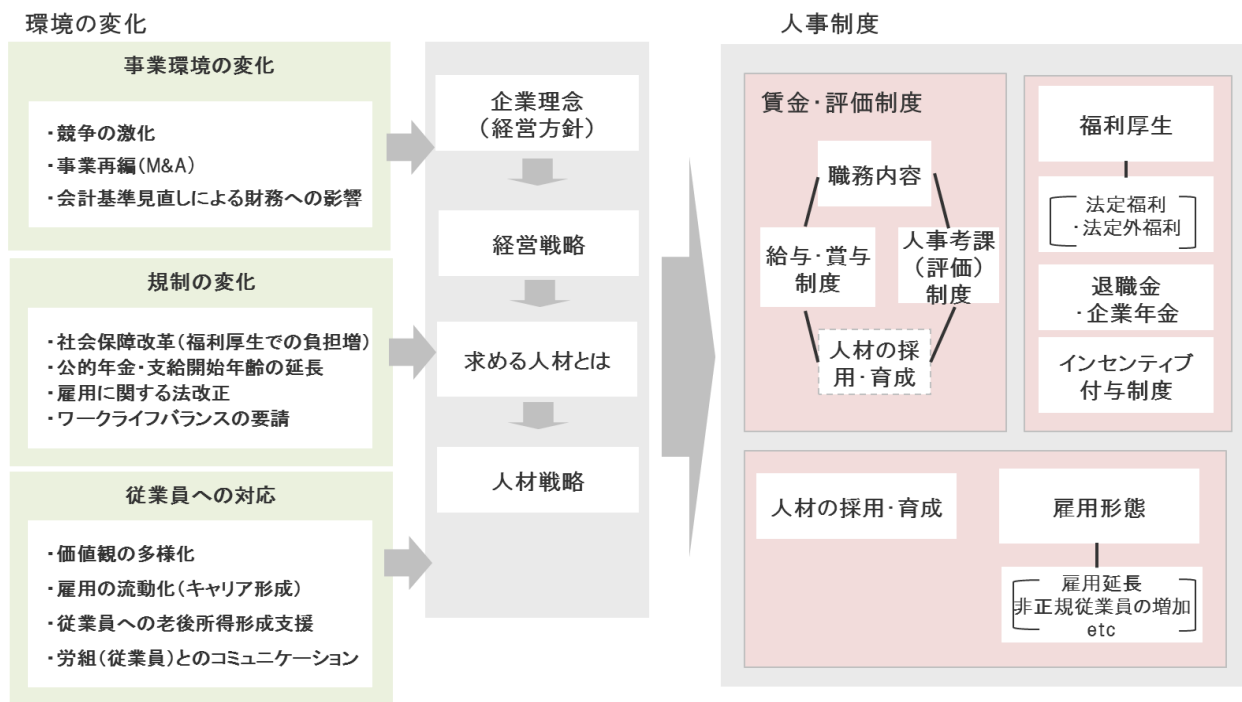 環境の変化
事業環境の変化
・競争の激化
・事業再編(M&A)
・会計基準見直しによる財務への影響
規制の変化
・社会保障改革(福利厚生での負担増)
・公的年金・支給開始年齢の延長
・雇用に関する法改正
・ワークライフバランスの要請
従業員への対応
・価値観の多様化
・雇用の流動化(キャリア形成)
・従業員への老後所得形成支援
・労組(従業員)とのコミュニケーション
企業理念
(経営方針)
経営戦略
求める人材とは
人材戦略
人事制度
賃金・評価制度
職務内容
給与・賞与
制度
人事考課
(評価)
制度
人材の採
用・育成
福利厚生
法定福利
・法定外福利
退職金
・企業年金
インセンティブ
付与制度
人材の採用・育成
雇用形態
雇用延長
非正規従業員の増加
etc